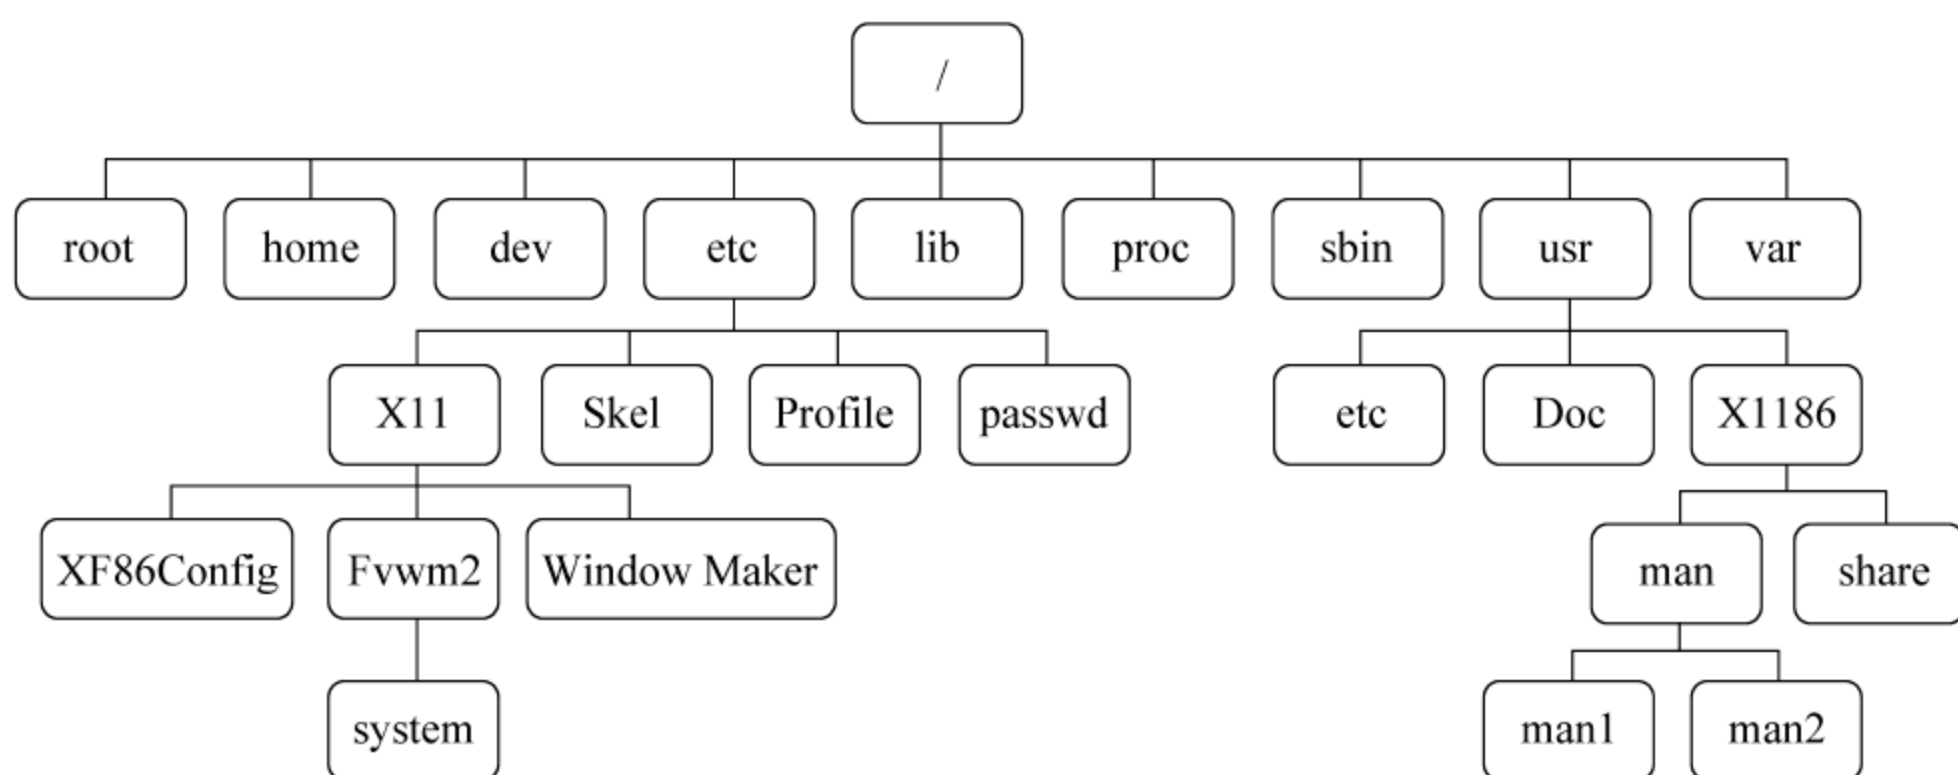 /
root
home
dev
etc
lib
proc
sbin
usr
var
X11
Skel
Profile
passwd
etc
Doc
X1186
XF86Config
Fvwm2
Window Maker
man
share
system
man1
man2